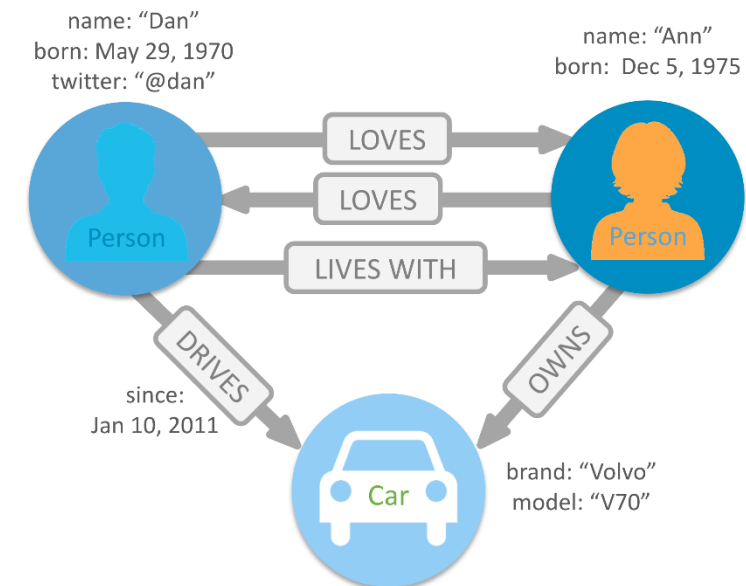 name: “Dan”
born: May 29, 1970
twitter: “@dan”
name: “Ann”
born:  Dec 5, 1975
LOVES
LOVES
Person
Person
LIVES WITH
DRIVES
OWNS
since:
Jan 10, 2011
Car
brand: “Volvo”
model: “V70”